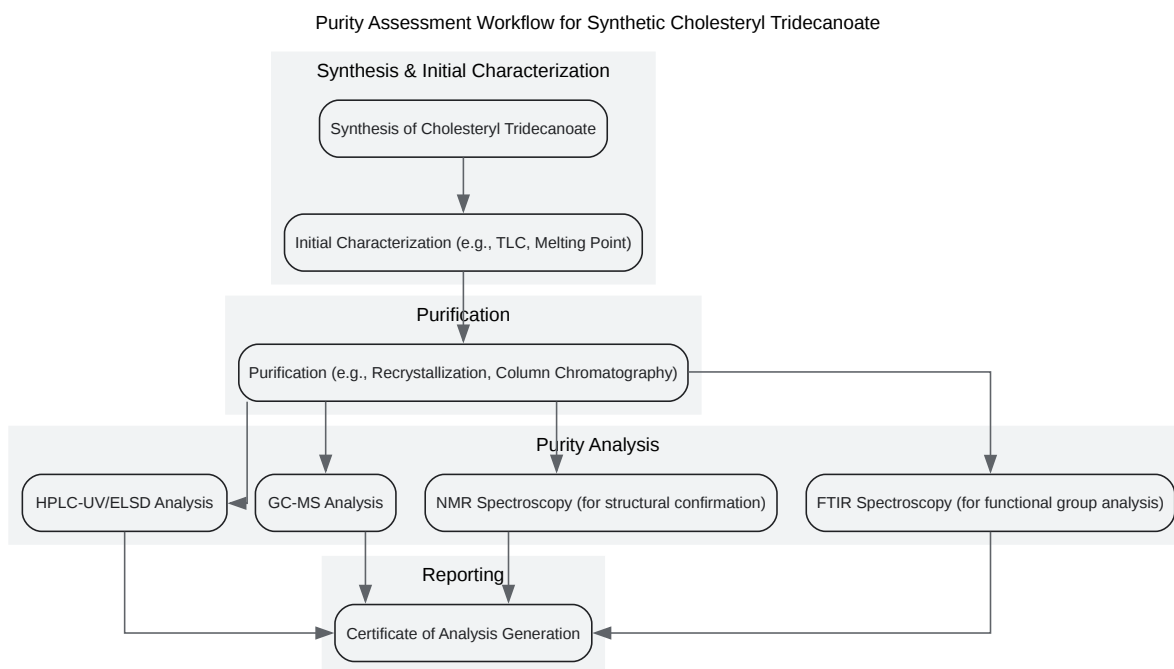 Purity Assessment Workflow for Synthetic Cholesteryl Tridecanoate
Synthesis & Initial Characterization
Synthesis of Cholesteryl Tridecanoate
Initial Characterization (e.g., TLC, Melting Point)
Purification
Purification (e.g., Recrystallization, Column Chromatography)
Purity Analysis
HPLC-UV/ELSD Analysis
GC-MS Analysis
NMR Spectroscopy (for structural confirmation)
FTIR Spectroscopy (for functional group analysis)
Reporting
Certificate of Analysis Generation